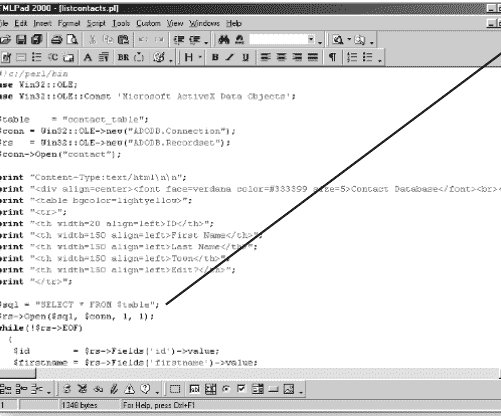 TMLPad 2000 - [listcontacts.pl]
File Edit Insert Format Script Tools Custom View Windows Help
BR H B I U ¶
#!c:/perl/bin
use Win32::OLE;
use Win32::OLE::Const 'Microsoft ActiveX Data Objects';
$table = "contact_table";
$conn = Win32::OLE->new("ADODB.Connection");
$rs = Win32::OLE->new("ADODB.Recordset");
$conn->Open("contact");
print "Content-Type:text/html\n\n";
print "<div align=center><font face=verdana color=#333399 size=5>Contact Database</font><br><
print "<table bgcolor=lightyellow>";
print "<tr>";
print "<th width=20 align=left>ID</th>";
print "<th width=150 align=left>First Name</th>";
print "<th width=150 align=left>Last Name</th>";
print "<th width=150 align=left>Town</th>";
print "<th width=150 align=left>Edit?</th>";
print "</tr>";
$sql = "SELECT * FROM $table";
$rs->Open($sql, $conn, 1, 1);
while(!$rs->EOF)
{
$id = $rs->Fields('id')->value;
$firstname = $rs->Fields('firstname')->value;
1 1348 bytes For Help, press Ctrl+F1